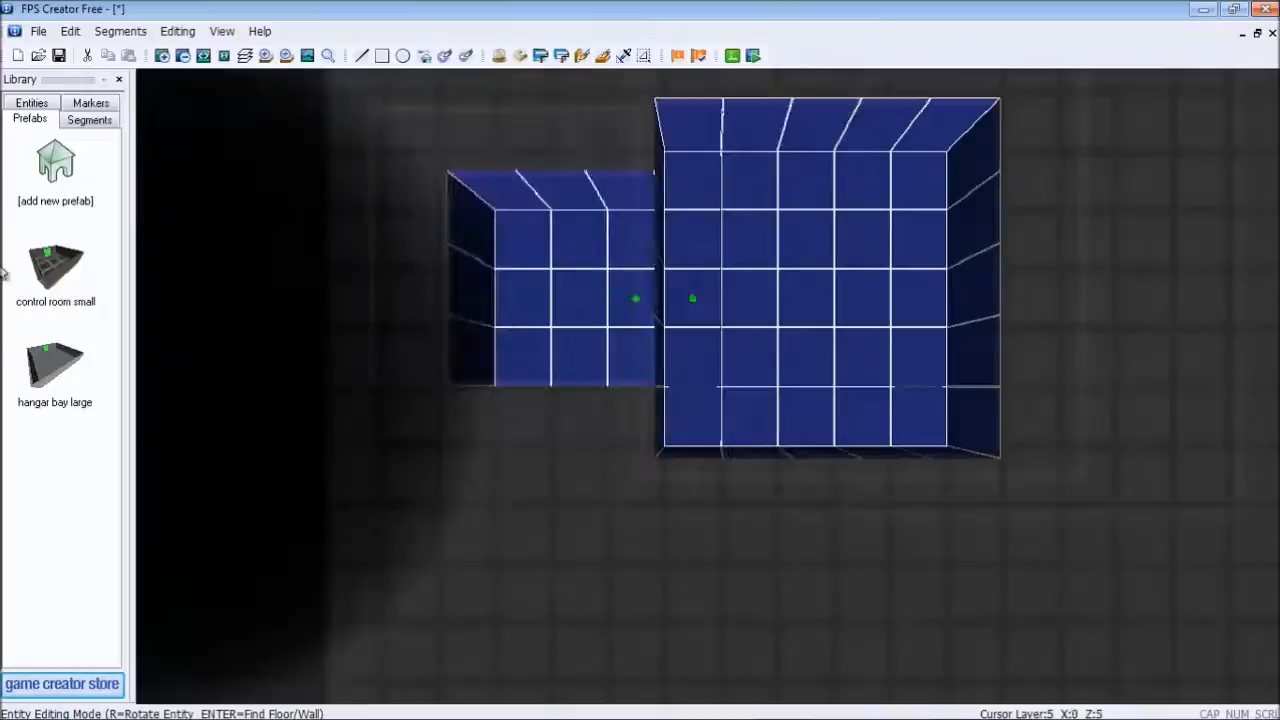 FPS Creator Free - [*]
File Edit Segments Editing View Help
Library
Entities Markers
Prefabs Segments
[add new prefab]
control room small
hangar bay large
game creator store
Entity Editing Mode (R=Rotate Entity ENTER=Find Floor/Wall) Cursor Layer:5 X:0 Z:5 CAP NUM SCRL